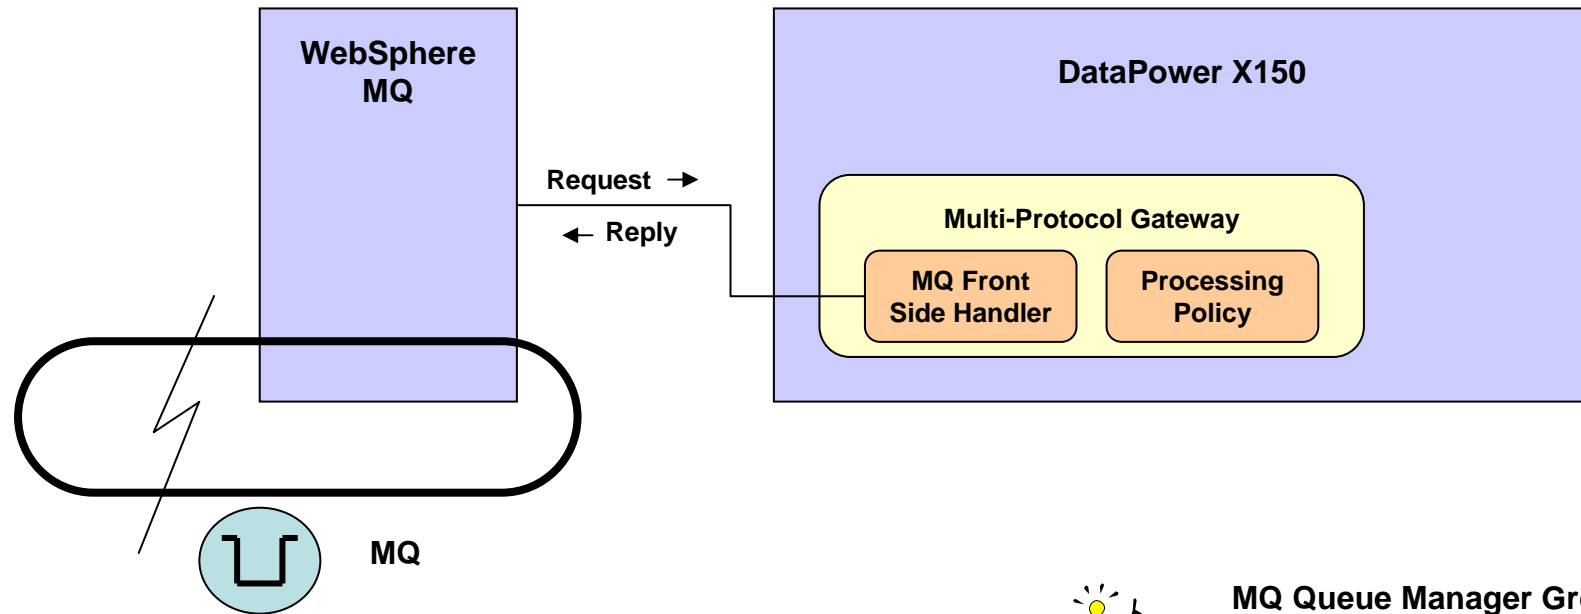 WebSphere
MQ
DataPower X150
Request
Reply
Multi-Protocol Gateway
MQ Front
Side Handler
Processing
Policy
MQ
MQ Queue Manager